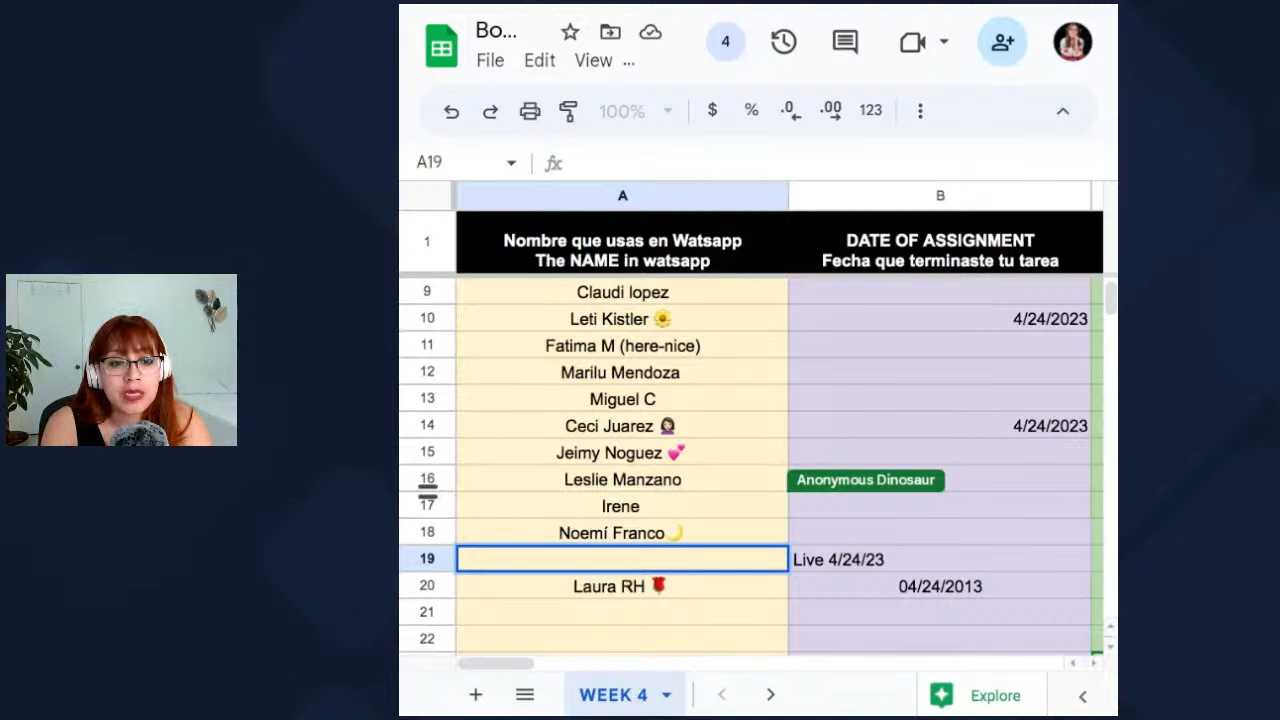 Bo...
4
File Edit View ...
100% $ % .0 .00 123
A19 fx
A B
1 Nombre que usas en Watsapp DATE OF ASSIGNMENT
The NAME in watsapp Fecha que terminaste tu tarea
9 Claudi lopez
10 Leti Kistler 🌼 4/24/2023
11 Fatima M (here-nice)
12 Marilu Mendoza
13 Miguel C
14 Ceci Juarez 🙍🏻‍♀️ 4/24/2023
15 Jeimy Noguez 💕
16 Leslie Manzano Anonymous Dinosaur
17 Irene
18 Noemí Franco🌙
19 Live 4/24/23
20 Laura RH 🌹 04/24/2013
21
22
WEEK 4 Explore